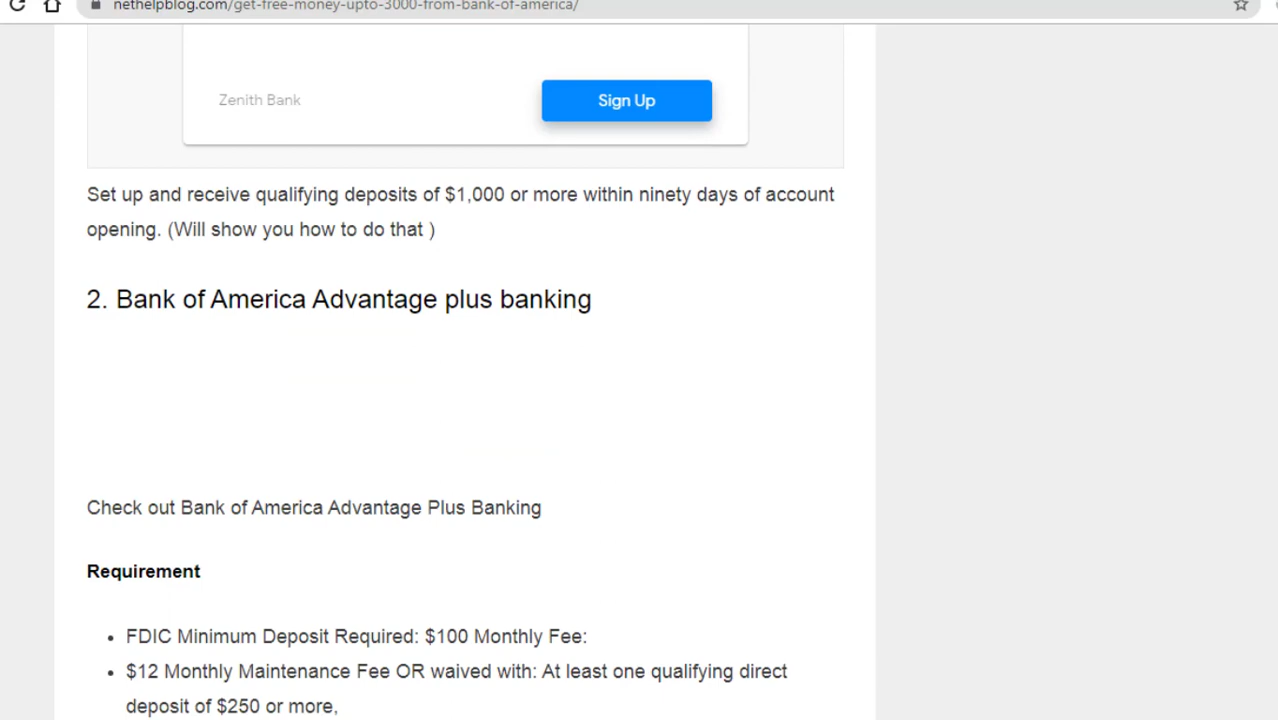 nethelpblog.com/get-free-money-upto-3000-from-bank-of-america/
Zenith Bank
Sign Up
Set up and receive qualifying deposits of $1,000 or more within ninety days of account
opening. (Will show you how to do that )
2. Bank of America Advantage plus banking
Check out Bank of America Advantage Plus Banking
Requirement
• FDIC Minimum Deposit Required: $100 Monthly Fee:
• $12 Monthly Maintenance Fee OR waived with: At least one qualifying direct
deposit of $250 or more,